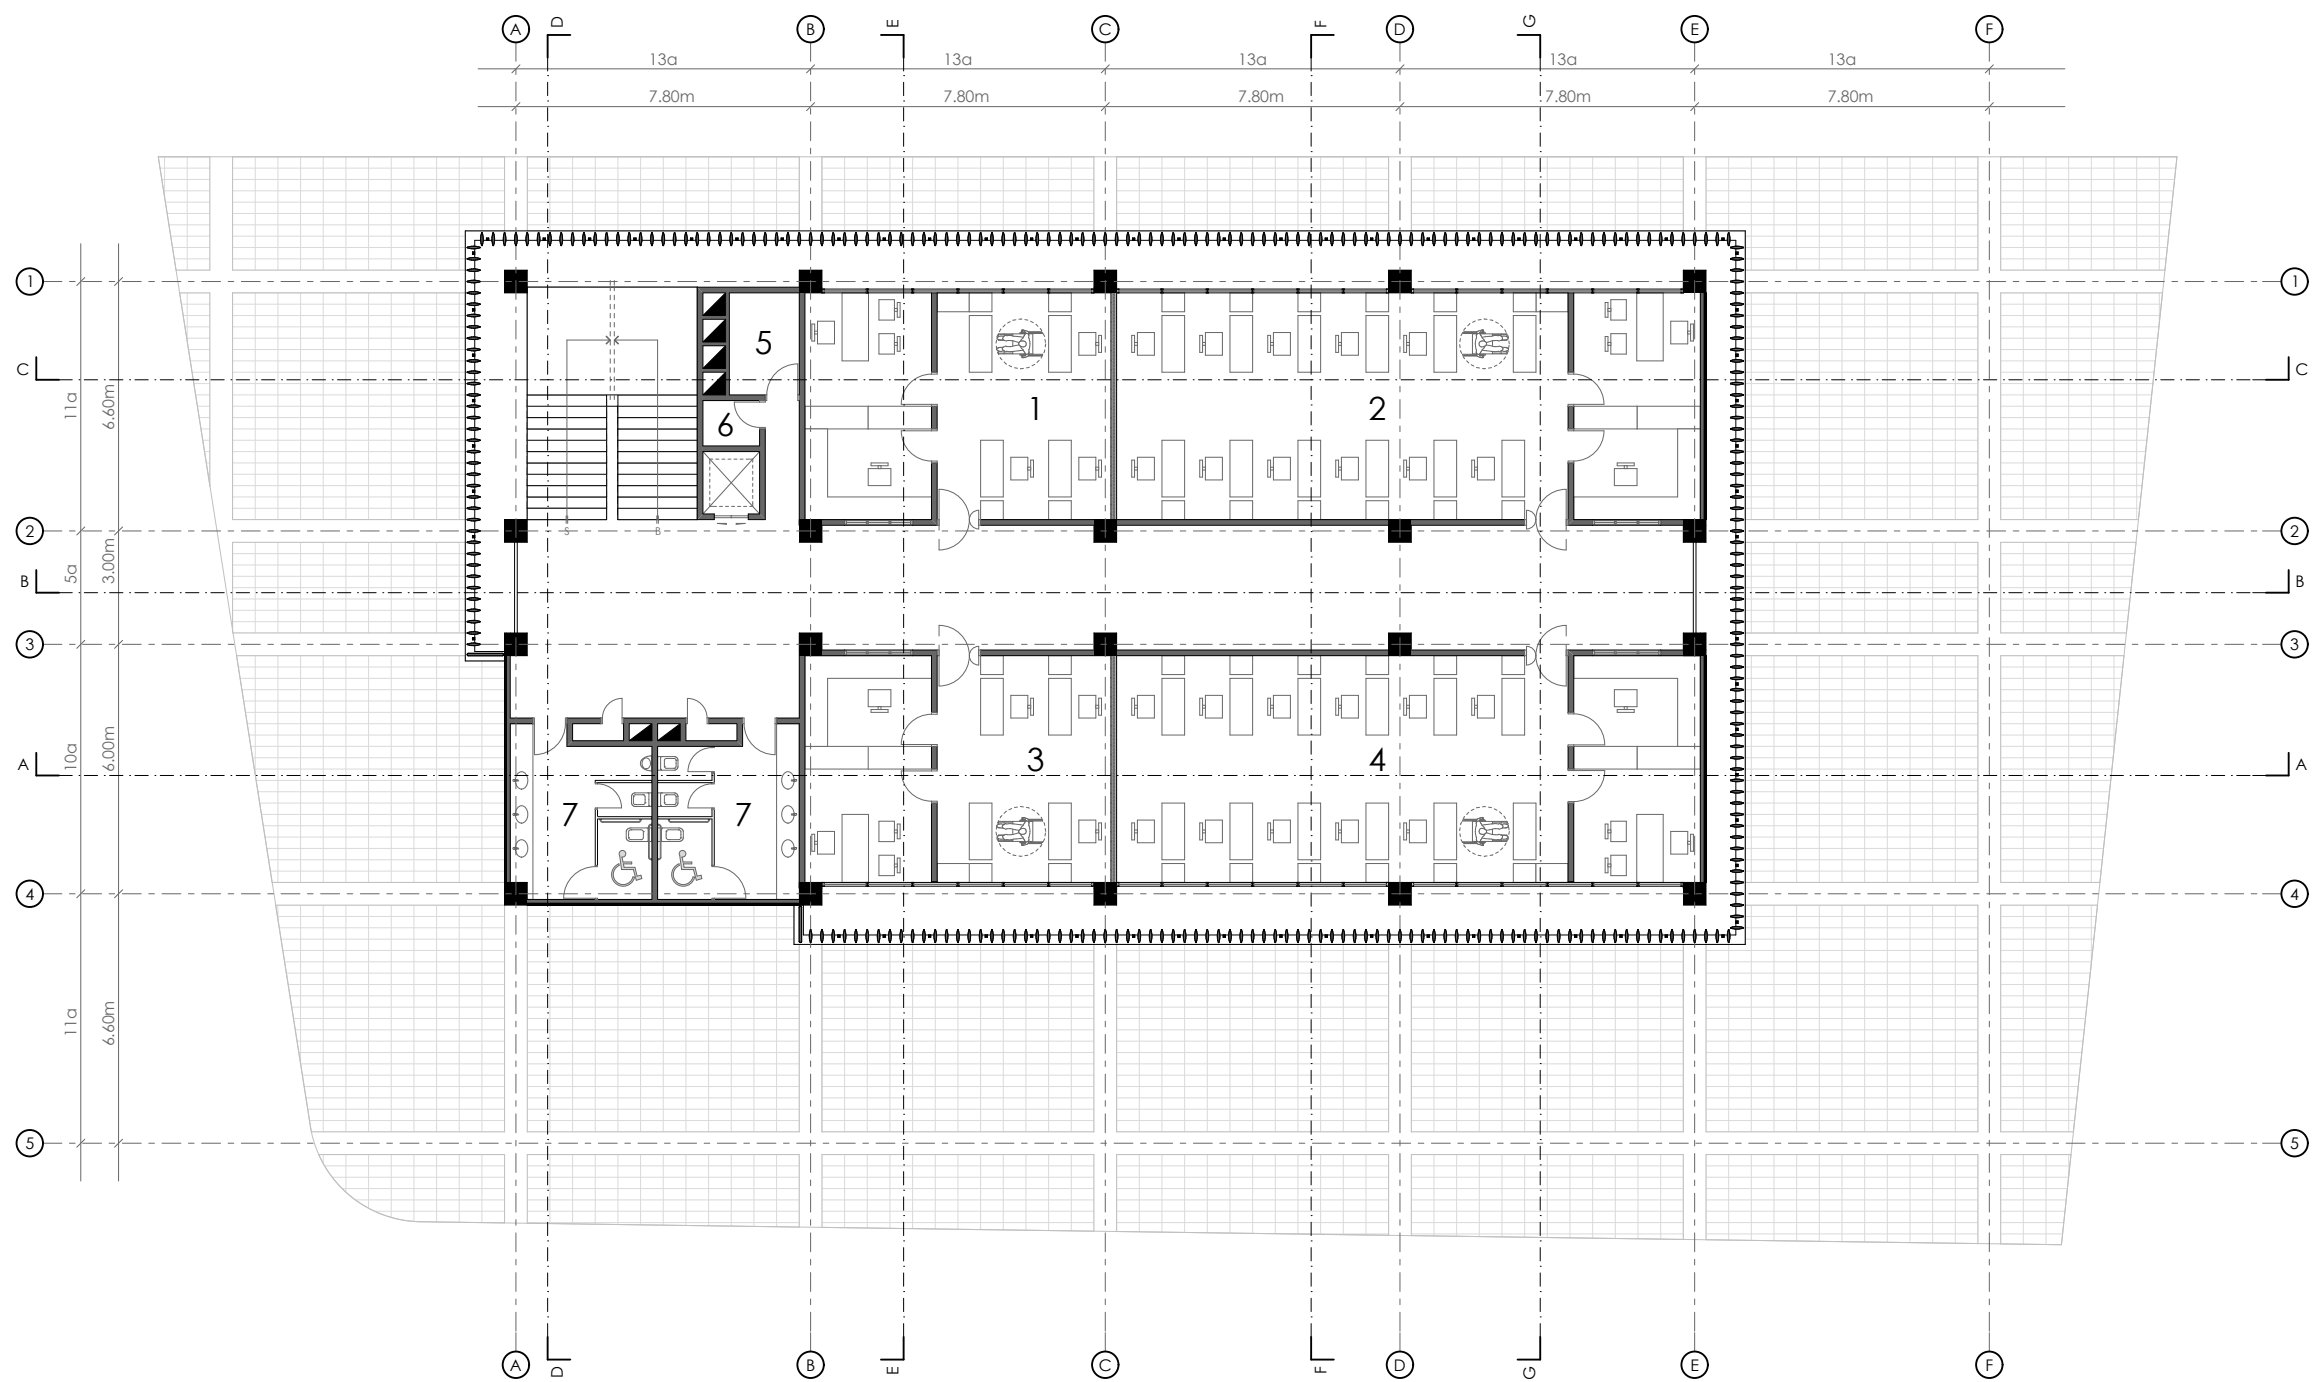 A D B E C F D G E F
13a 13a 13a 13a 13a
7.80m 7.80m 7.80m 7.80m 7.80m
1 1
5
C C
11a 6.60m
1 2
6
2 2
S B
5a 3.00m
B B
3 3
10a 6.00m
3 4
A A
7 7
4 4
11a 6.60m
5 5
A D B E C F D G E F